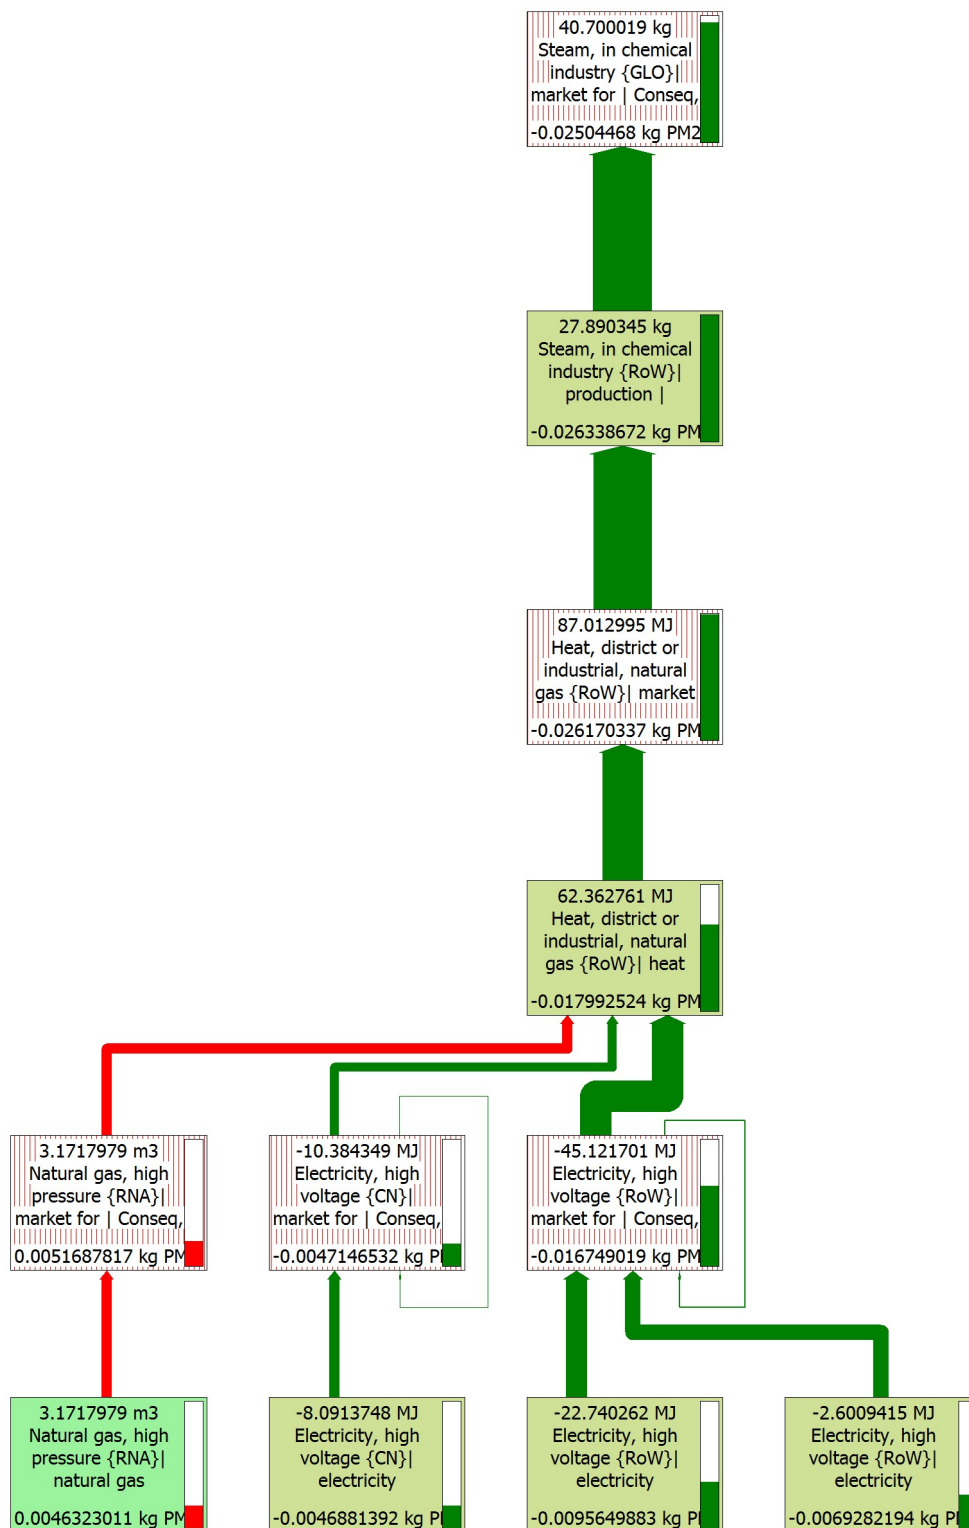 40.700019 kg
Steam, in chemical
industry {GLO}|
market for | Conseq,
-0.02504468 kg PM2
27.890345 kg
Steam, in chemical
industry {RoW}|
production |
-0.026338672 kg PM
87.012995 MJ
Heat, district or
industrial, natural
gas {RoW}| market
-0.026170337 kg PM
62.362761 MJ
Heat, district or
industrial, natural
gas {RoW}| heat
-0.017992524 kg PM
3.1717979 m3
Natural gas, high
pressure {RNA}|
market for | Conseq,
0.0051687817 kg PM
-10.384349 MJ
Electricity, high
voltage {CN}|
market for | Conseq,
-0.0047146532 kg PM
-45.121701 MJ
Electricity, high
voltage {RoW}|
market for | Conseq,
-0.016749019 kg PM
3.1717979 m3
Natural gas, high
pressure {RNA}|
natural gas
0.0046323011 kg PM
-8.0913748 MJ
Electricity, high
voltage {CN}|
electricity
-0.0046881392 kg PM
-22.740262 MJ
Electricity, high
voltage {RoW}|
electricity
-0.0095649883 kg PM
-2.6009415 MJ
Electricity, high
voltage {RoW}|
electricity
-0.0069282194 kg PM